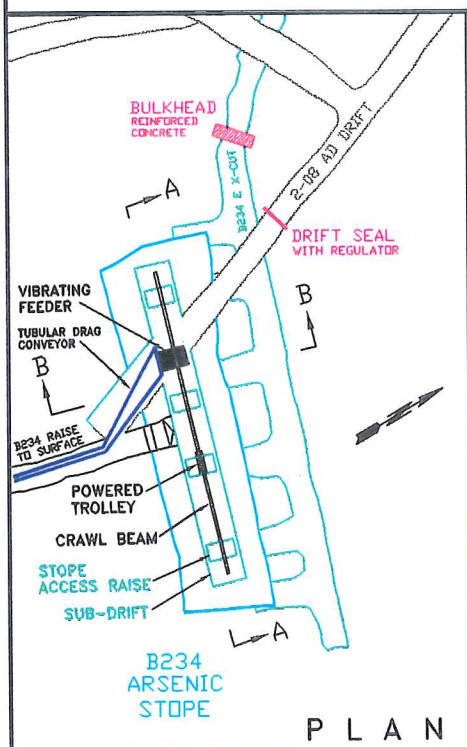 BULKHEAD
REINFORCED
CONCRETE
A
B234 E X-CUT
2-08 AD DRIFT
DRIFT SEAL
WITH REGULATOR
VIBRATING
FEEDER
TUBULAR DRAG
CONVEYOR
B
B
B234 RAISE
TO SURFACE
N
POWERED
TROLLEY
CRAWL BEAM
STOPE
ACCESS RAISE
SUB-DRIFT
A
B234
ARSENIC
STOPE
PLAN